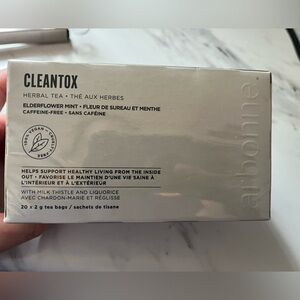 CLEANTOX
HERBAL TEA • THÉ AUX HERBES
ELDERFLOWER MINT • FLEUR DE SUREAU ET MENTHE
CAFFEINE-FREE • SANS CAFÉINE
100% VEGAN
HELPS SUPPORT HEALTHY LIVING FROM THE INSIDE
OUT • FAVORISE LE MAINTIEN D'UNE VIE SAINE À
L'INTÉRIEUR ET À L'EXTÉRIEUR
WITH MILK THISTLE AND LIQUORICE
AVEC CHARDON-MARIE ET RÉGLISSE
20 x 2 g tea bags / sachets de tisane
arbonne